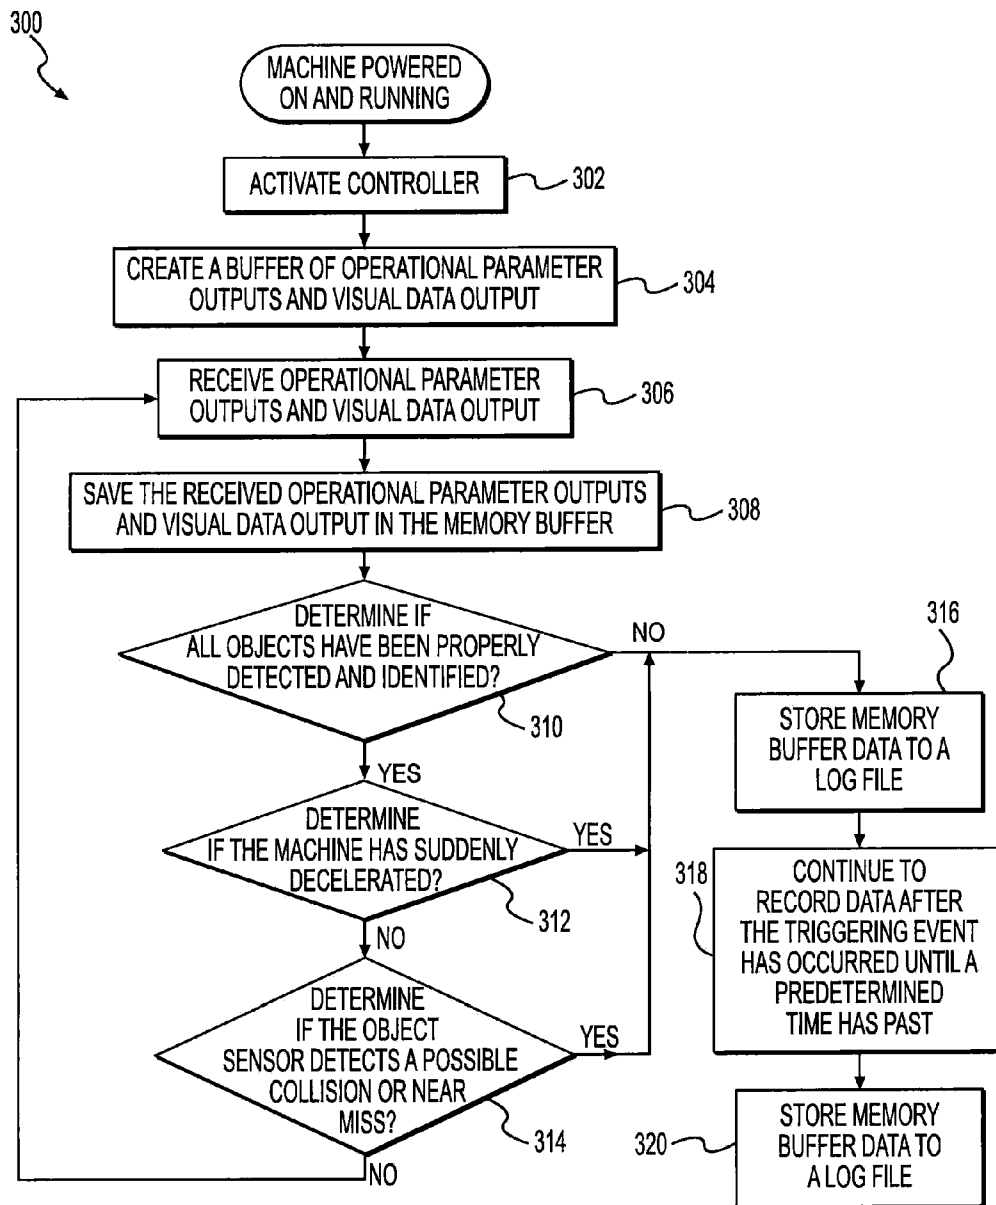 300
MACHINE POWERED
ON AND RUNNING
ACTIVATE CONTROLLER
302
CREATE A BUFFER OF OPERATIONAL PARAMETER
OUTPUTS AND VISUAL DATA OUTPUT
304
RECEIVE OPERATIONAL PARAMETER
OUTPUTS AND VISUAL DATA OUTPUT
306
SAVE THE RECEIVED OPERATIONAL PARAMETER OUTPUTS
AND VISUAL DATA OUTPUT IN THE MEMORY BUFFER
308
DETERMINE IF
ALL OBJECTS HAVE BEEN PROPERLY
DETECTED AND IDENTIFIED?
310
NO
YES
DETERMINE
IF THE MACHINE HAS SUDDENLY
DECELERATED?
312
YES
NO
DETERMINE
IF THE OBJECT
SENSOR DETECTS A POSSIBLE
COLLISION OR NEAR
MISS?
314
YES
NO
316
STORE MEMORY
BUFFER DATA TO A
LOG FILE
318
CONTINUE TO
RECORD DATA AFTER
THE TRIGGERING EVENT
HAS OCCURRED UNTIL A
PREDETERMINED
TIME HAS PAST
320
STORE MEMORY
BUFFER DATA TO
A LOG FILE